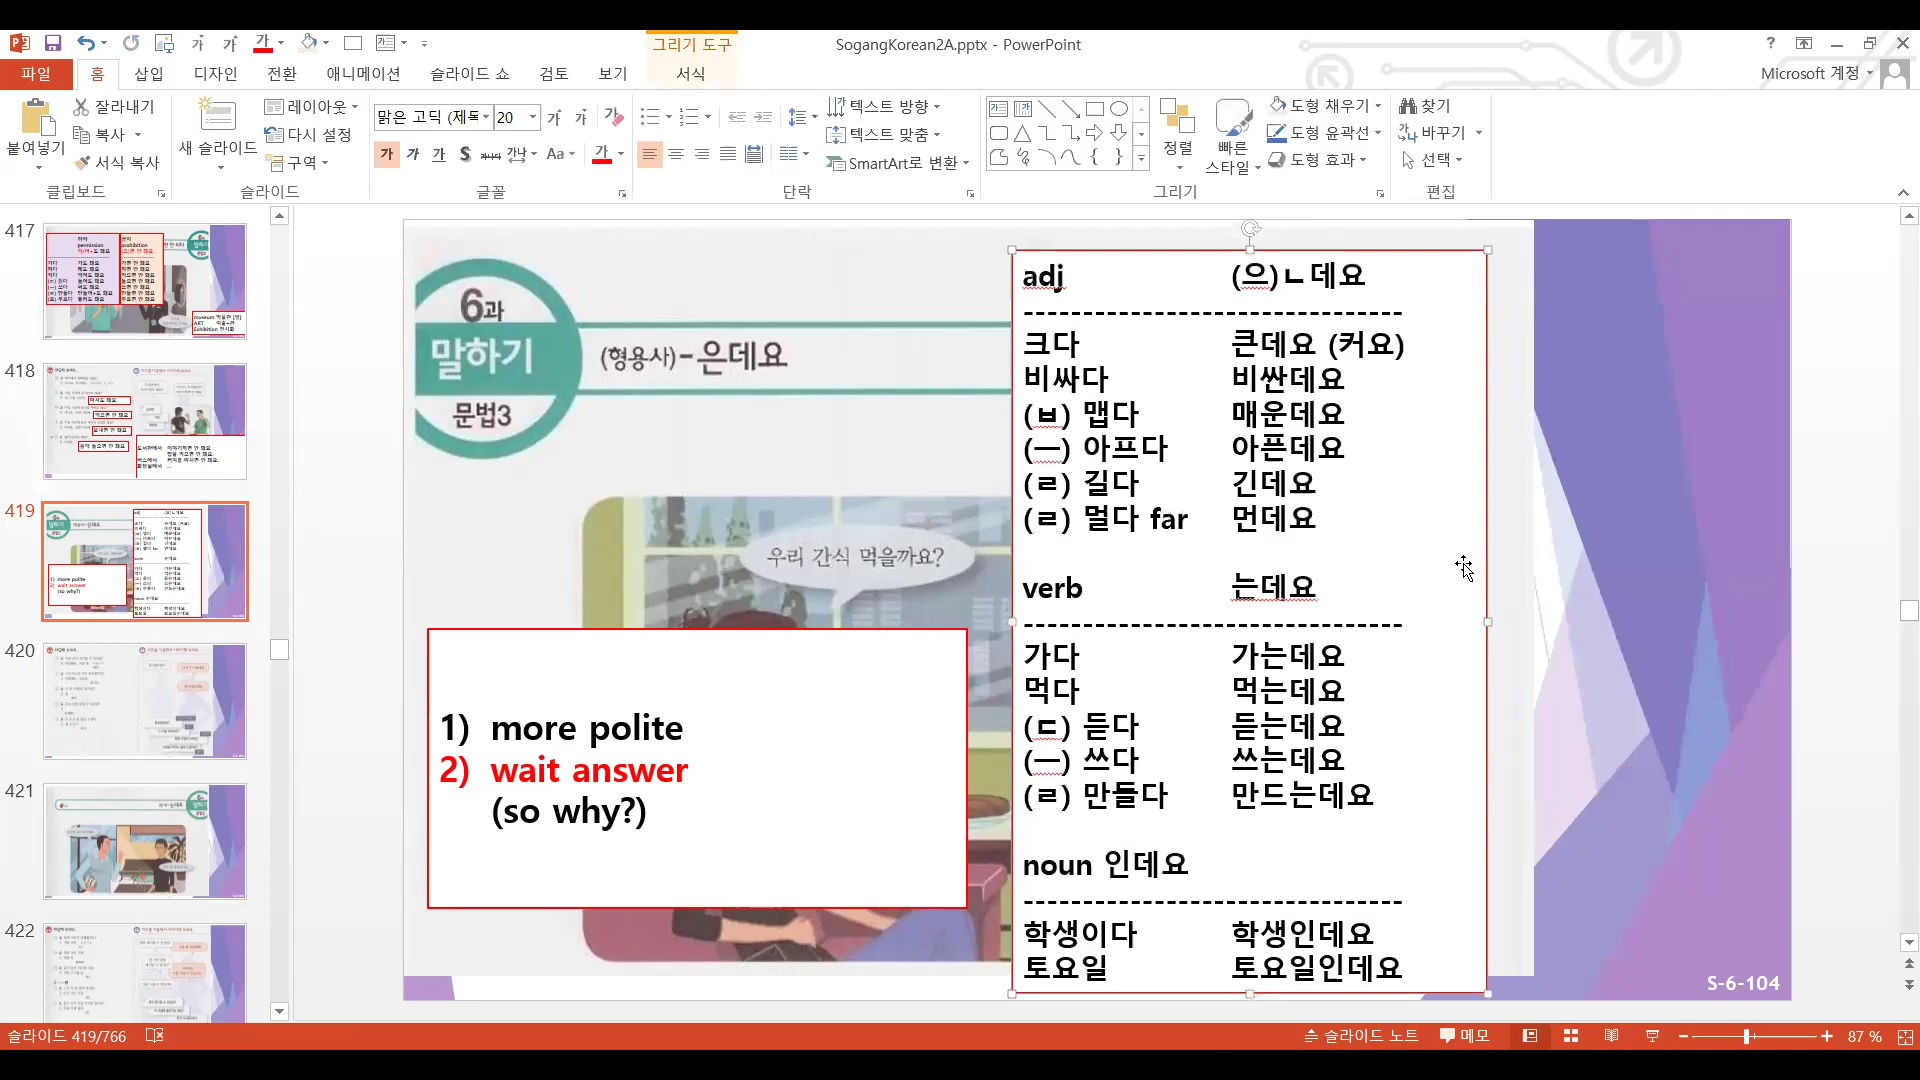 그리기 도구
SogangKorean2A.pptx - PowerPoint
파일
홈
삽입
디자인
전환
애니메이션
슬라이드 쇼
검토
보기
서식
Microsoft 계정
붙여넣기
잘라내기
복사
서식 복사
클립보드
새 슬라이드
레이아웃
다시 설정
구역
슬라이드
맑은 고딕 (제목
20
글꼴
텍스트 방향
텍스트 맞춤
SmartArt로 변환
단락
정렬
빠른
스타일
도형 채우기
도형 윤곽선
도형 효과
그리기
찾기
바꾸기
선택
편집
417
418
419
420
421
422
6과
말하기
문법3
(형용사)-은데요
우리 간식 먹을까요?
1) more polite
2) wait answer
(so why?)
adj (으)ㄴ데요
--------------------------------
크다 큰데요 (커요)
비싸다 비싼데요
(ㅂ) 맵다 매운데요
(ㅡ) 아프다 아픈데요
(ㄹ) 길다 긴데요
(ㄹ) 멀다 far 먼데요
verb 는데요
--------------------------------
가다 가는데요
먹다 먹는데요
(ㄷ) 듣다 듣는데요
(ㅡ) 쓰다 쓰는데요
(ㄹ) 만들다 만드는데요
noun 인데요
--------------------------------
학생이다 학생인데요
토요일 토요일인데요
S-6-104
슬라이드 419/766
슬라이드 노트
메모
87 %